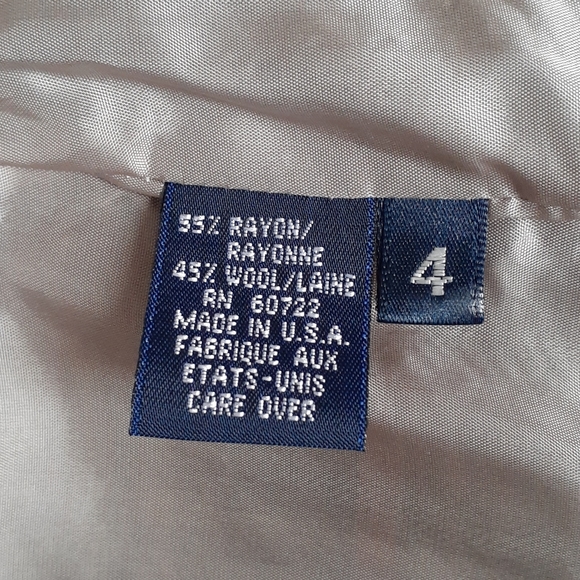 55% RAYON/
RAYONNE
45% WOOL/LAINE
RN 60722
MADE IN U.S.A.
FABRIQUE AUX
ETATS-UNIS
CARE OVER
4